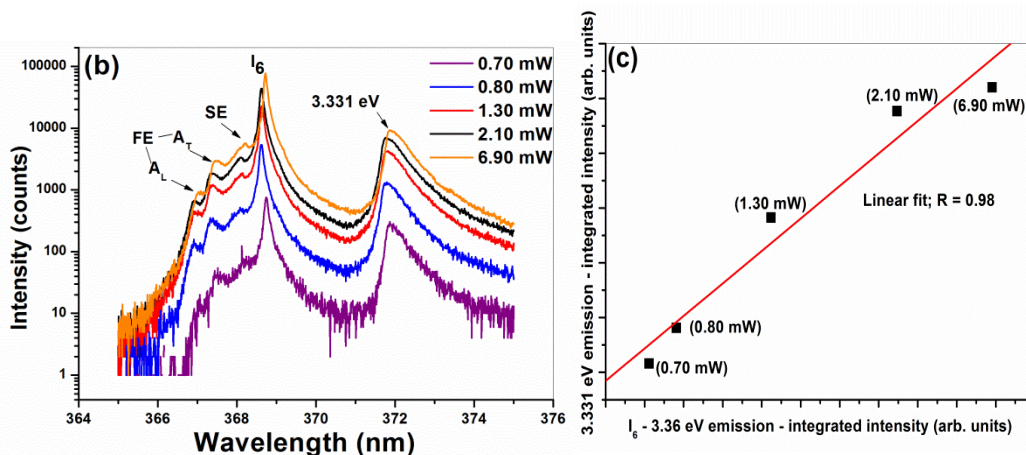 (b)
I6
0.70 mW
0.80 mW
1.30 mW
2.10 mW
6.90 mW
3.331 eV
SE
FE
AT
AL
100000
10000
1000
100
10
1
Intensity (counts)
364
366
368
370
372
374
376
Wavelength (nm)
(c)
(2.10 mW)
(6.90 mW)
(1.30 mW)
Linear fit; R = 0.98
(0.80 mW)
(0.70 mW)
3.331 eV emission - integrated intensity (arb. units)
I6 - 3.36 eV emission - integrated intensity (arb. units)